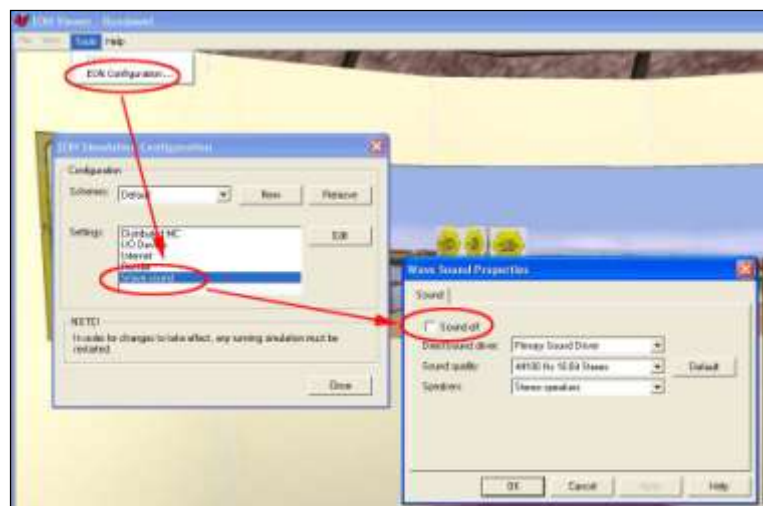 EON Viewer
File View Tools Help
EON Configuration...
EON Simulation Configuration
Configuration
Schemes: Default New Remove
Settings: Distributed MC
I/O Devices
Internet
Render
Wave sound
Edit
NOTE!
In order for changes to take effect, any running simulation must be
restarted.
Close
Wave Sound Properties
Sound
Sound off
DirectSound driver: Primary Sound Driver
Sound quality: 44100 Hz 16 Bit Stereo Default
Speakers: Stereo speakers
OK Cancel Apply Help